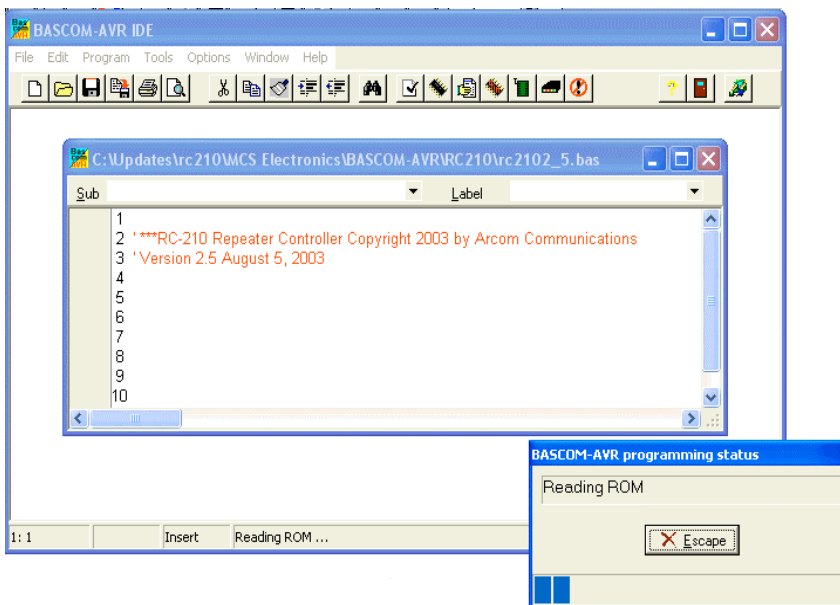 BASCOM-AVR IDE
File Edit Program Tools Options Window Help
C:\Updates\rc210\MCS Electronics\BASCOM-AVR\RC210\rc2102_5.bas
Sub Label
1
2 '***RC-210 Repeater Controller Copyright 2003 by Arcom Communications
3 'Version 2.5 August 5, 2003
4
5
6
7
8
9
10
BASCOM-AVR programming status
Reading ROM
Escape
1: 1 Insert Reading ROM ...